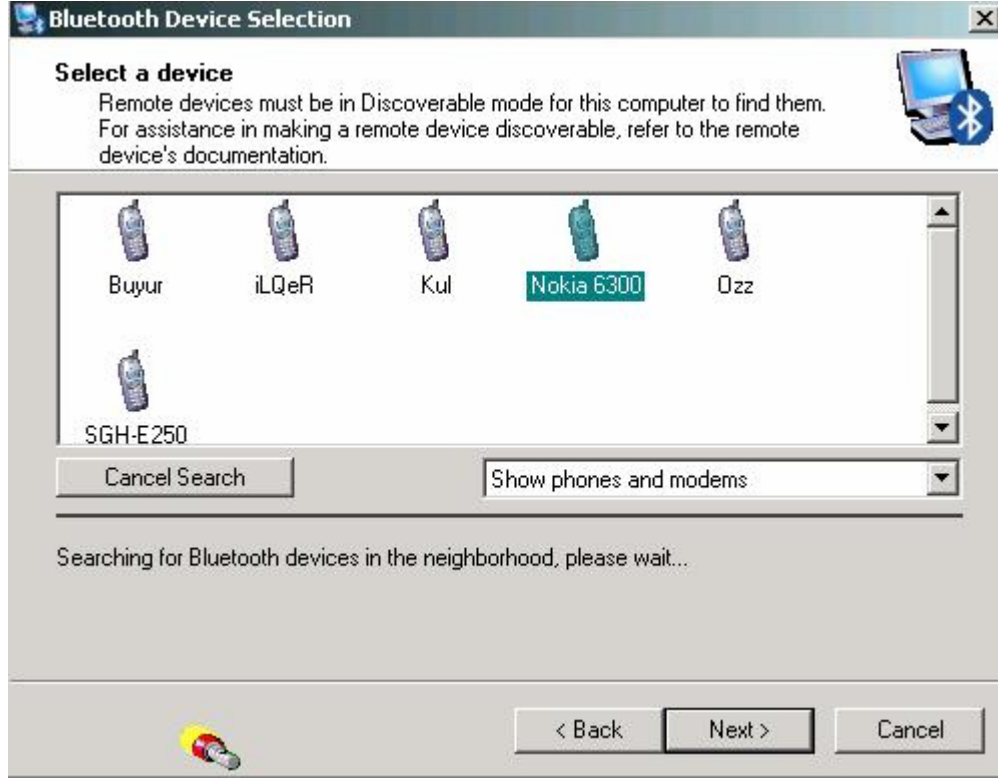 Bluetooth Device Selection
Select a device
Remote devices must be in Discoverable mode for this computer to find them.
For assistance in making a remote device discoverable, refer to the remote
device's documentation.
Buyur iLQeR Kul Nokia 6300 Ozz
SGH-E250
Cancel Search Show phones and modems
Searching for Bluetooth devices in the neighborhood, please wait...
< Back Next > Cancel